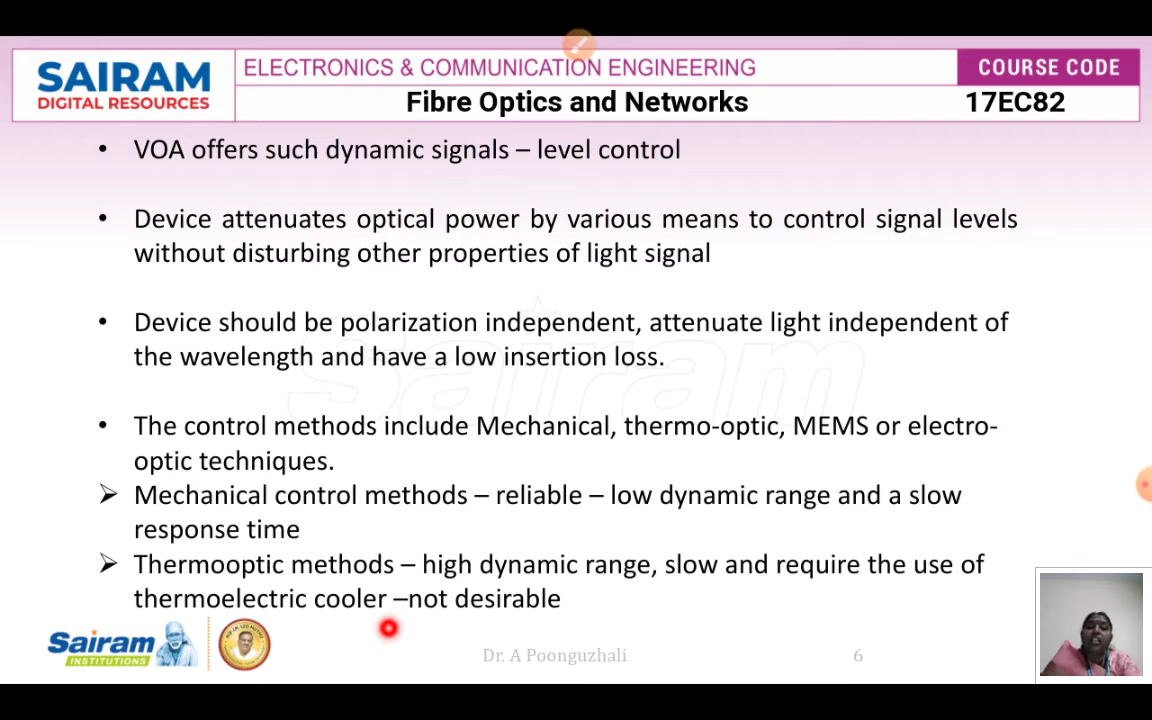 SAIRAM
DIGITAL RESOURCES
ELECTRONICS & COMMUNICATION ENGINEERING
COURSE CODE
Fibre Optics and Networks
17EC82
• VOA offers such dynamic signals – level control
• Device attenuates optical power by various means to control signal levels
without disturbing other properties of light signal
• Device should be polarization independent, attenuate light independent of
the wavelength and have a low insertion loss.
• The control methods include Mechanical, thermo-optic, MEMS or electro-
optic techniques.
➢ Mechanical control methods – reliable – low dynamic range and a slow
response time
➢ Thermooptic methods – high dynamic range, slow and require the use of
thermoelectric cooler –not desirable
sairam
Sairam
INSTITUTIONS
Dr. A Poonguzhali
6